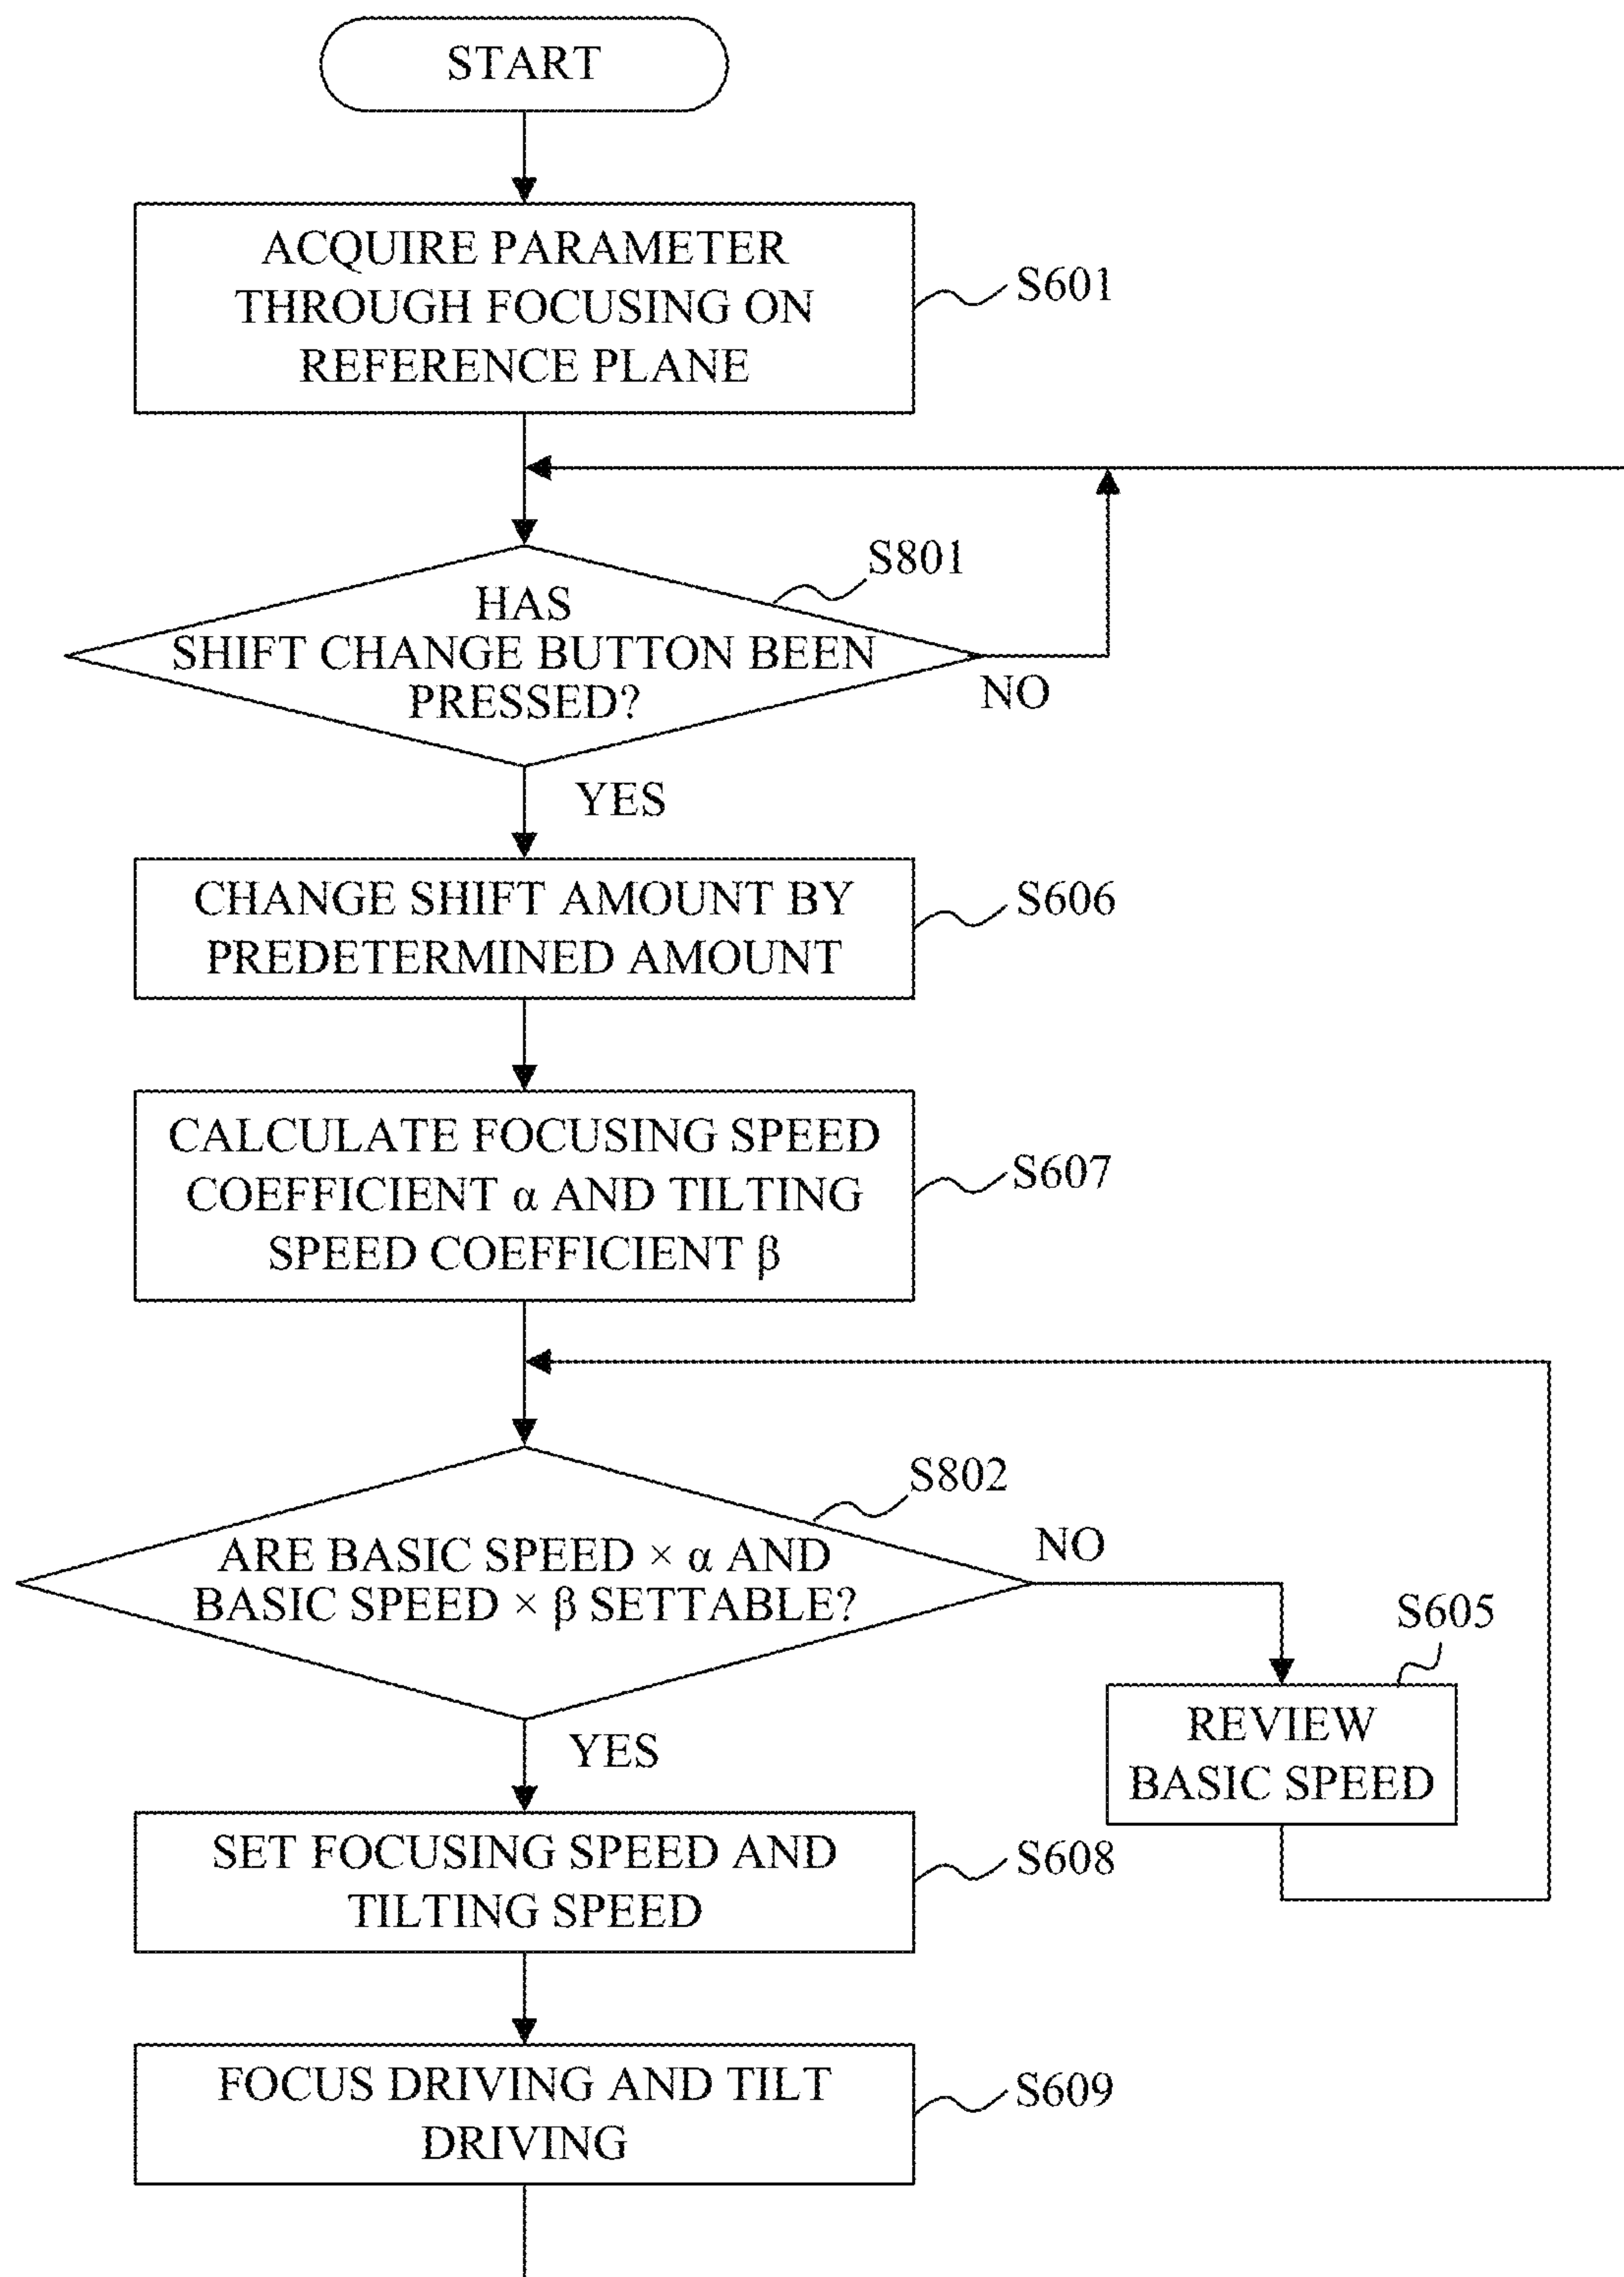 START
ACQUIRE PARAMETER
THROUGH FOCUSING ON
REFERENCE PLANE
S601
S801
HAS
SHIFT CHANGE BUTTON BEEN
PRESSED?
NO
YES
CHANGE SHIFT AMOUNT BY
PREDETERMINED AMOUNT
S606
CALCULATE FOCUSING SPEED
COEFFICIENT α AND TILTING
SPEED COEFFICIENT β
S607
S802
ARE BASIC SPEED × α AND
BASIC SPEED × β SETTABLE?
NO
S605
REVIEW
BASIC SPEED
YES
SET FOCUSING SPEED AND
TILTING SPEED
S608
FOCUS DRIVING AND TILT
DRIVING
S609